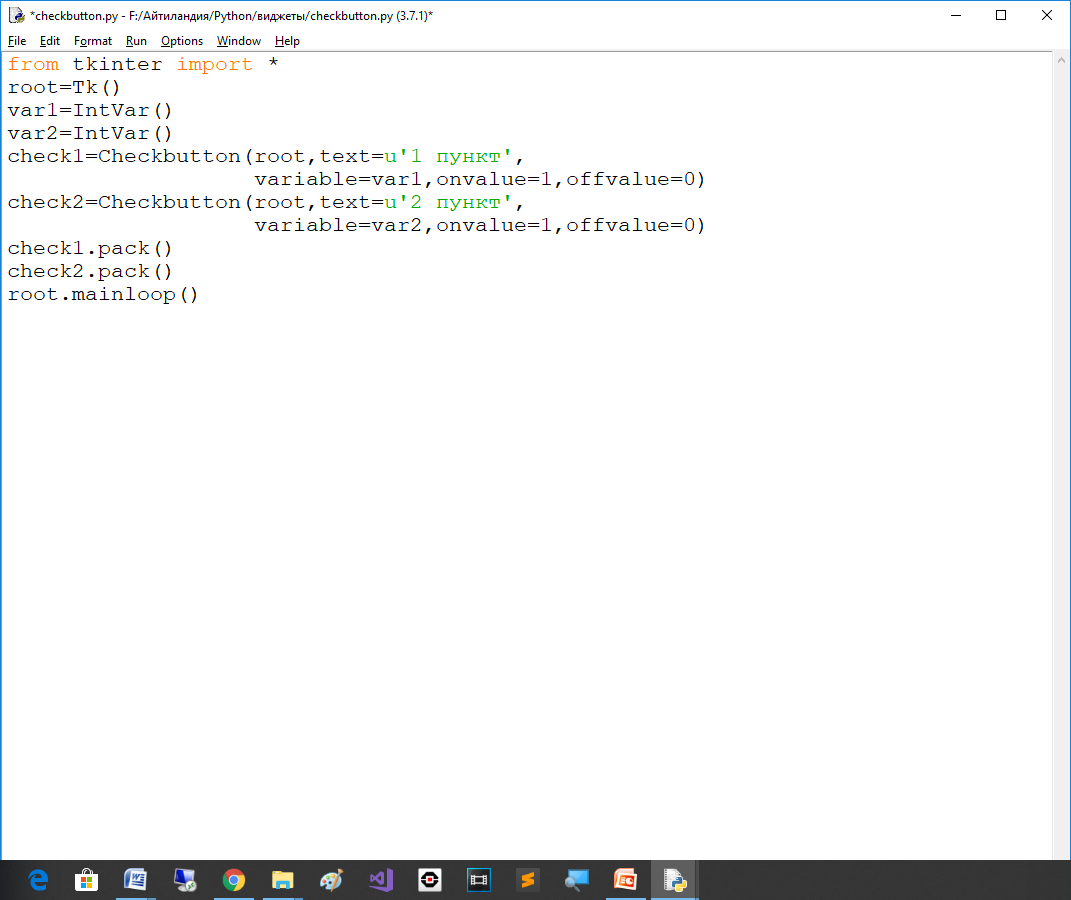 *checkbutton.py - F:/Айтиландия/Python/виджеты/checkbutton.py (3.7.1)*
File Edit Format Run Options Window Help
from tkinter import *
root=Tk()
var1=IntVar()
var2=IntVar()
check1=Checkbutton(root,text=u'1 пункт',
                   variable=var1,onvalue=1,offvalue=0)
check2=Checkbutton(root,text=u'2 пункт',
                   variable=var2,onvalue=1,offvalue=0)
check1.pack()
check2.pack()
root.mainloop()